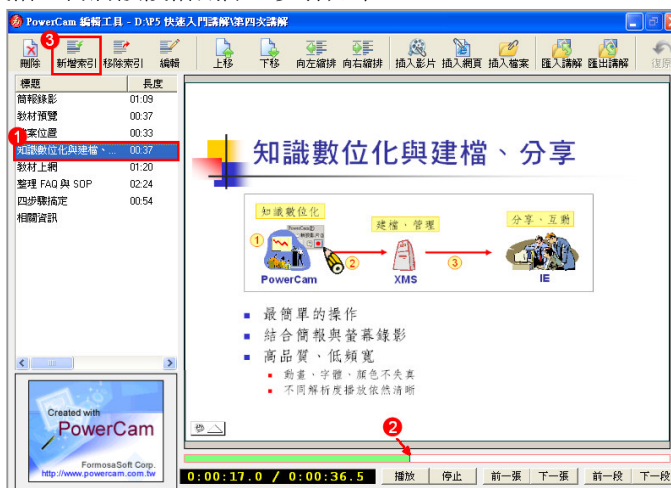 PowerCam 編輯工具 - D:\P5 快速入門講解\第四次講解
3
刪除 新增索引 移除索引 編輯 上移 下移 向左縮排 向右縮排 插入影片 插入網頁 插入檔案 匯入講解 匯出講解 復原
標題 長度
簡報錄影 01:09
教材預覽 00:37
案位置 00:33
1
知識數位化與建檔、... 00:37
教材上網 01:20
整理 FAQ 與 SOP 02:24
四步驟搞定 00:54
相關資訊
知識數位化與建檔、分享
知識數位化
建檔、管理
分享、互動
1
2
3
PowerCam
XMS
IE
最簡單的操作
結合簡報與螢幕錄影
高品質、低頻寬
動畫、字體、顏色不失真
不同解析度播放依然清晰
Created with
PowerCam
FormosaSoft Corp.
http://www.powercam.com.tw
2
0:00:17.0 / 0:00:36.5 播放 停止 前一張 下一張 前一段 下一段